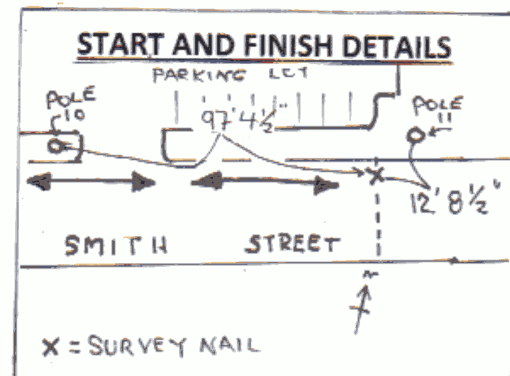 START AND FINISH DETAILS
PARKING LOT
POLE
10
97' 4½"
POLE
11
12' 8½"
SMITH STREET
N
X = SURVEY NAIL